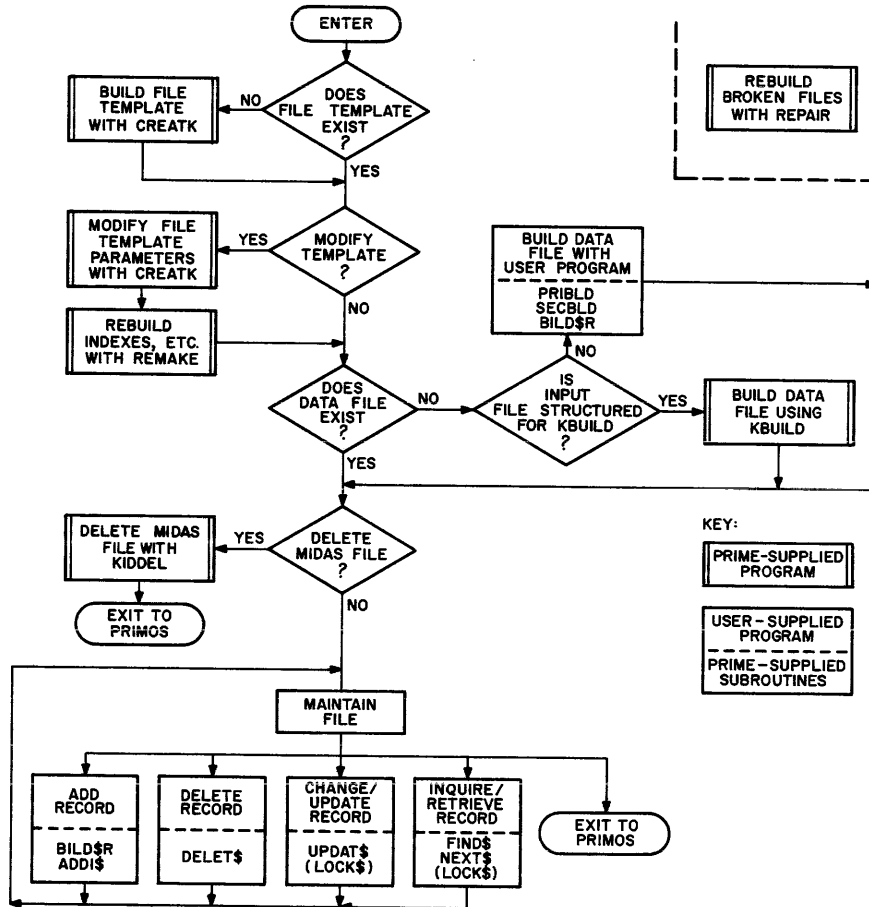 ENTER
DOES
FILE TEMPLATE
EXIST
?
NO
BUILD FILE
TEMPLATE
WITH CREATK
YES
REBUILD
BROKEN FILES
WITH REPAIR
MODIFY
TEMPLATE
?
YES
MODIFY FILE
TEMPLATE
PARAMETERS
WITH CREATK
NO
REBUILD
INDEXES, ETC.
WITH REMAKE
BUILD DATA
FILE WITH
USER PROGRAM
PRIBLD
SECBLD
BILD$R
NO
DOES
DATA FILE
EXIST
?
NO
IS
INPUT
FILE STRUCTURED
FOR KBUILD
?
YES
BUILD DATA
FILE USING
KBUILD
YES
DELETE MIDAS
FILE WITH
KIDDEL
YES
DELETE
MIDAS FILE
?
NO
EXIT TO
PRIMOS
KEY:
PRIME-SUPPLIED
PROGRAM
USER-SUPPLIED
PROGRAM
PRIME-SUPPLIED
SUBROUTINES
MAINTAIN
FILE
ADD
RECORD
BILD$R
ADDI$
DELETE
RECORD
DELET$
CHANGE/
UPDATE
RECORD
UPDAT$
(LOCK$)
INQUIRE/
RETRIEVE
RECORD
FIND$
NEXT$
(LOCK$)
EXIT TO
PRIMOS